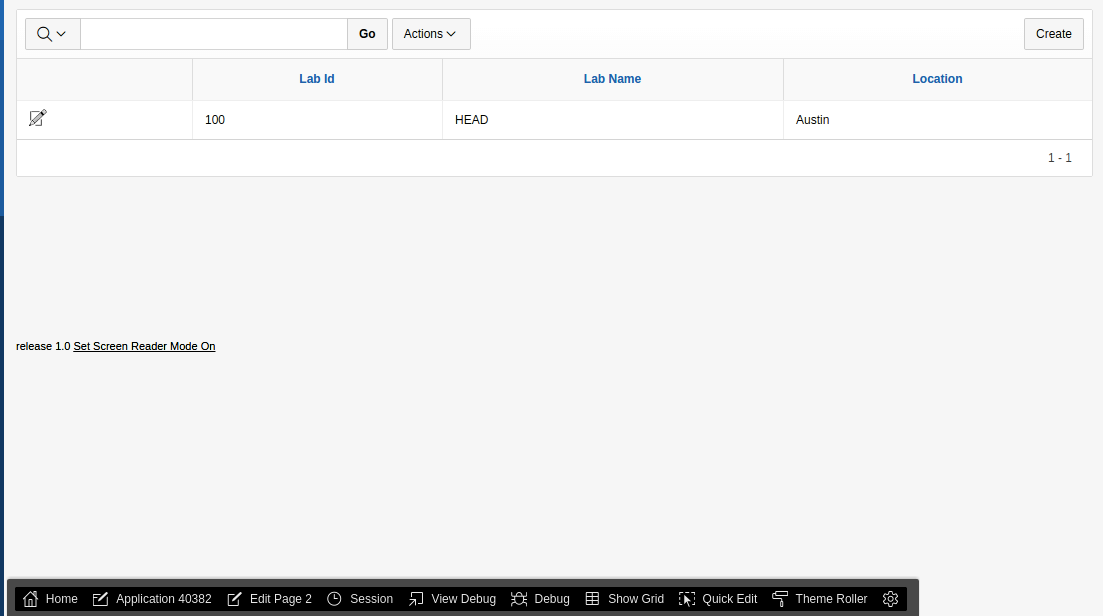 Go Actions Create
Lab Id Lab Name Location
100 HEAD Austin
1 - 1
release 1.0 Set Screen Reader Mode On
Home Application 40382 Edit Page 2 Session View Debug Debug Show Grid Quick Edit Theme Roller